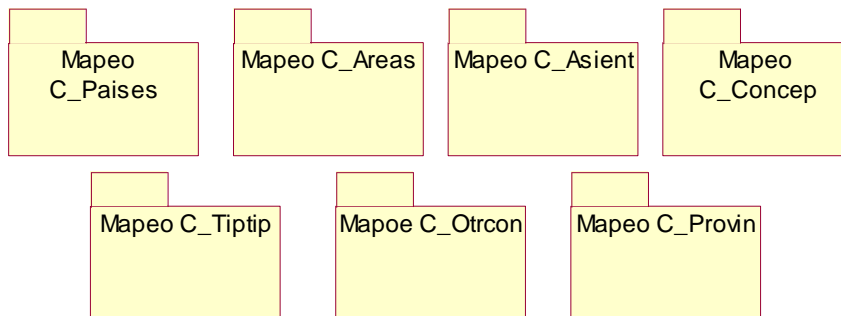 Mapeo
C_Paises
Mapeo C_Areas
Mapeo C_Asient
Mapeo
C_Concep
Mapeo C_Tiptip
Mapoe C_Otrcon
Mapeo C_Provin